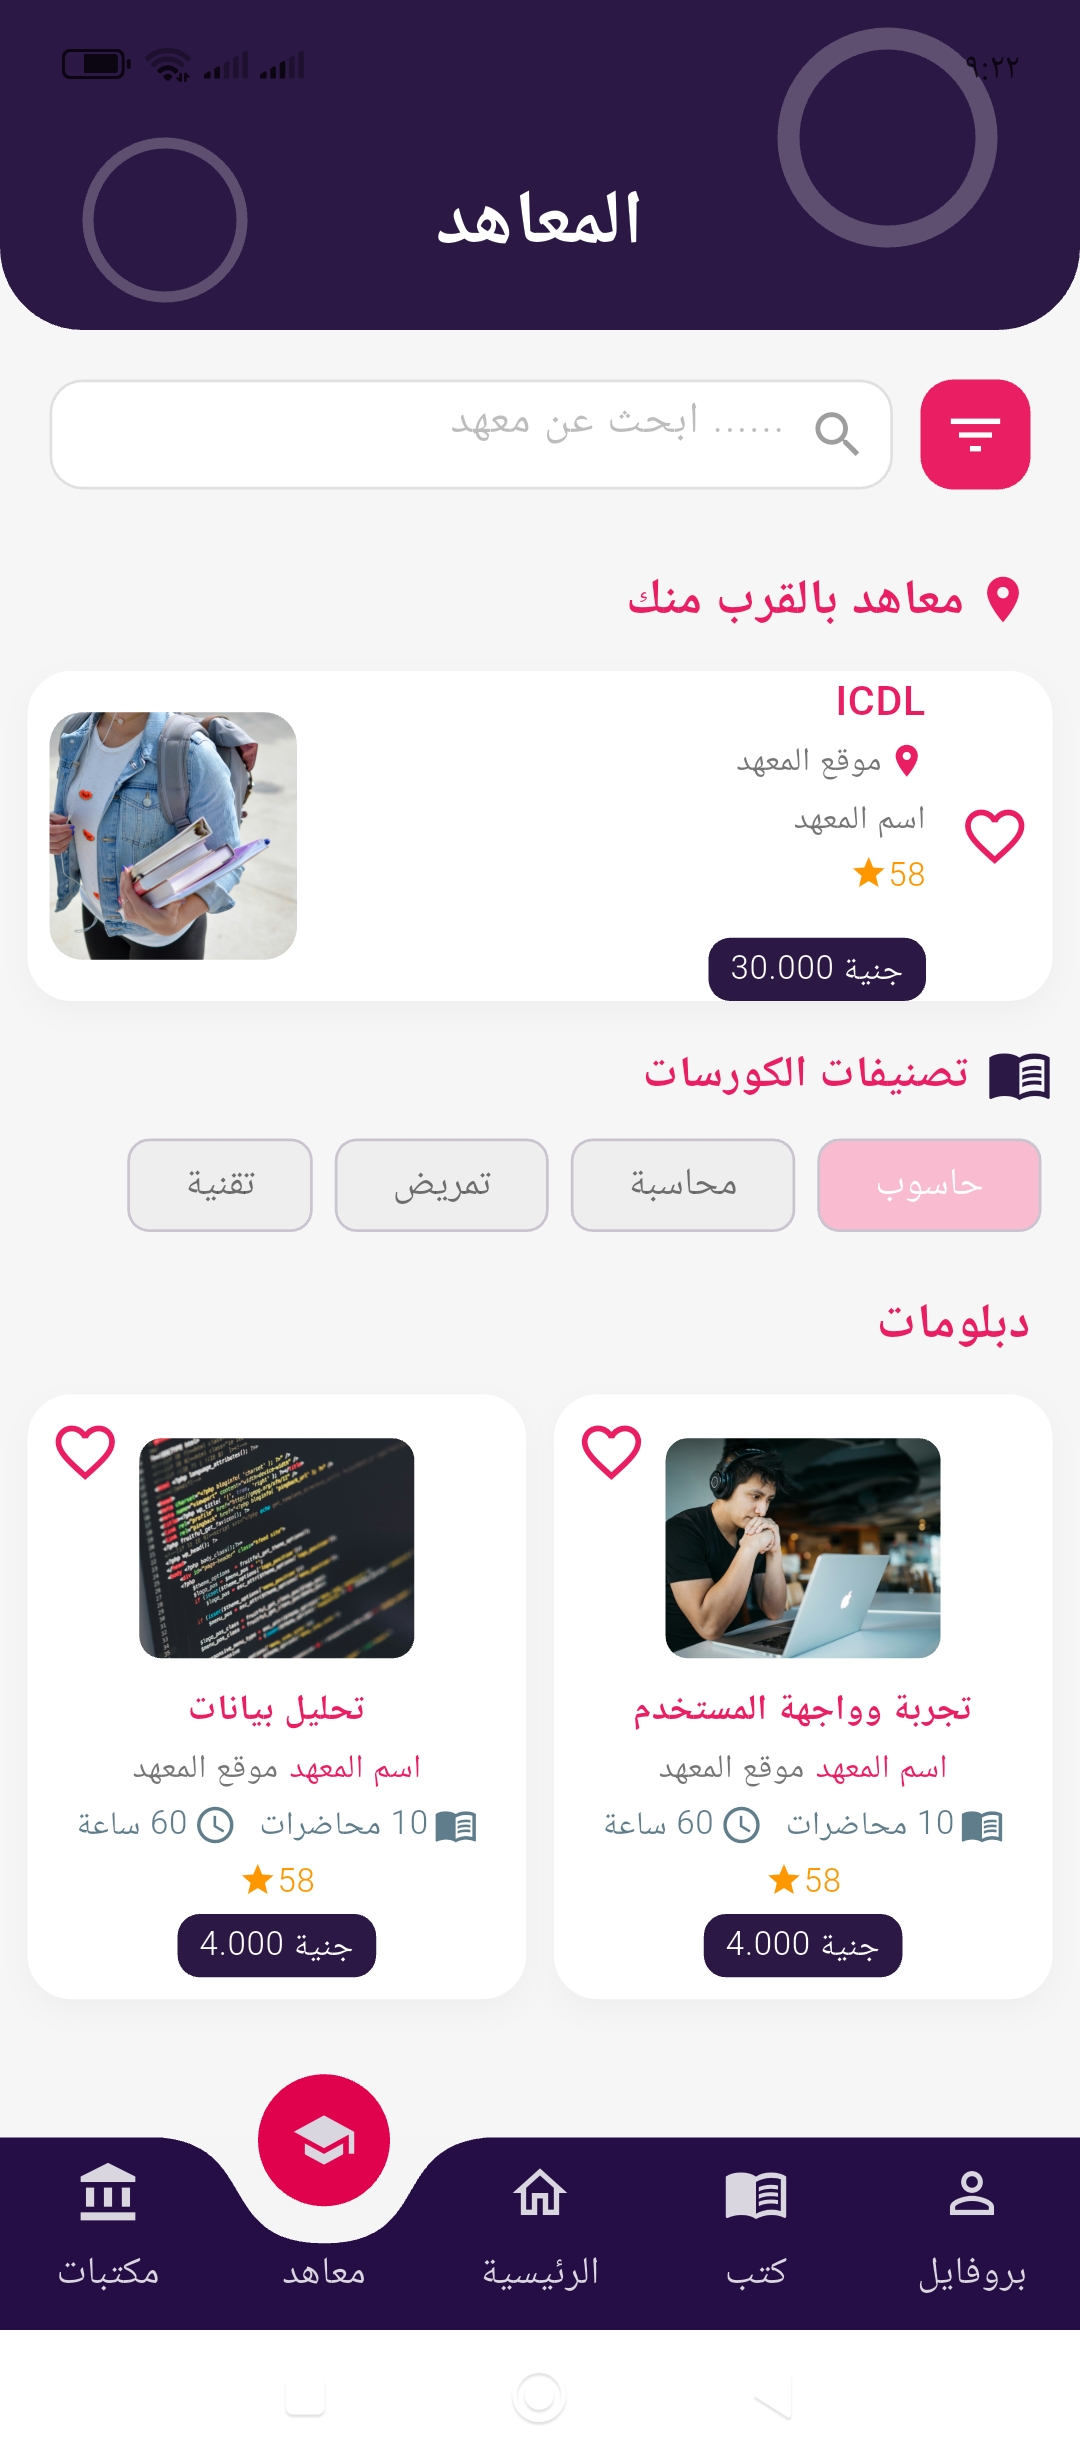 ٩:٢٢
المعاهد
ابحث عن معهد ......
معاهد بالقرب منك
ICDL
موقع المعهد
اسم المعهد
58
30.000 جنية
تصنيفات الكورسات
حاسوب
محاسبة
تمريض
تقنية
دبلومات
تجربة وواجهة المستخدم
اسم المعهد موقع المعهد
10 محاضرات 60 ساعة
58
4.000 جنية
تحليل بيانات
اسم المعهد موقع المعهد
10 محاضرات 60 ساعة
58
4.000 جنية
بروفايل
كتب
الرئيسية
معاهد
مكتبات